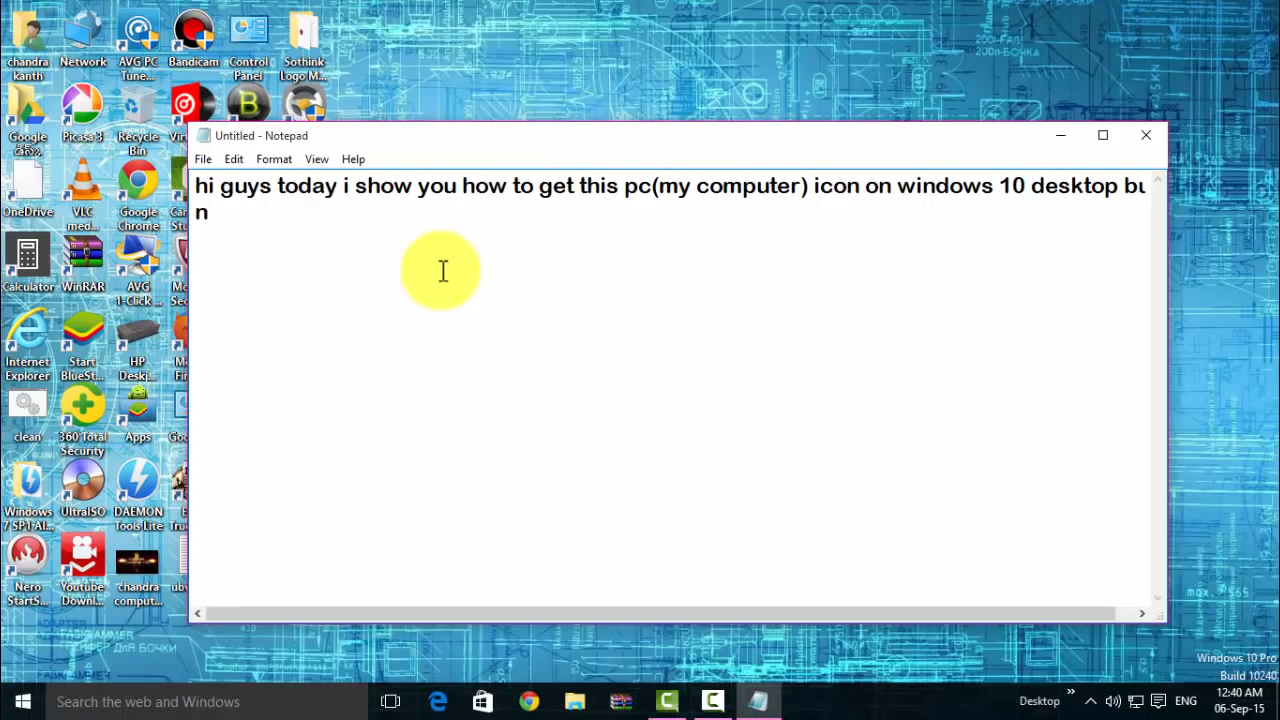 chandra kanth
Network
AVG PC Tune...
Bandicam
Control Panel
Sothink Logo M...
Google
Picasa 3
Recycle Bin
Untitled - Notepad
File Edit Format View Help
hi guys today i show you how to get this pc(my computer) icon on windows 10 desktop bu
n
OneDrive
VLC med...
Google Chrome
Calculator
WinRAR
AVG 1-Click ...
Internet Explorer
Start BlueSt...
HP Deskj...
clean
360 Total Security
Apps
Windows 7 SP1 Al...
UltraISO
DAEMON Tools Lite
Nero StartS...
Youtube Downl...
chandra comput...
200л-БОЧКА
Windows 10 Pro
Build 10240
Search the web and Windows
Desktop
ENG
12:40 AM
06-Sep-15